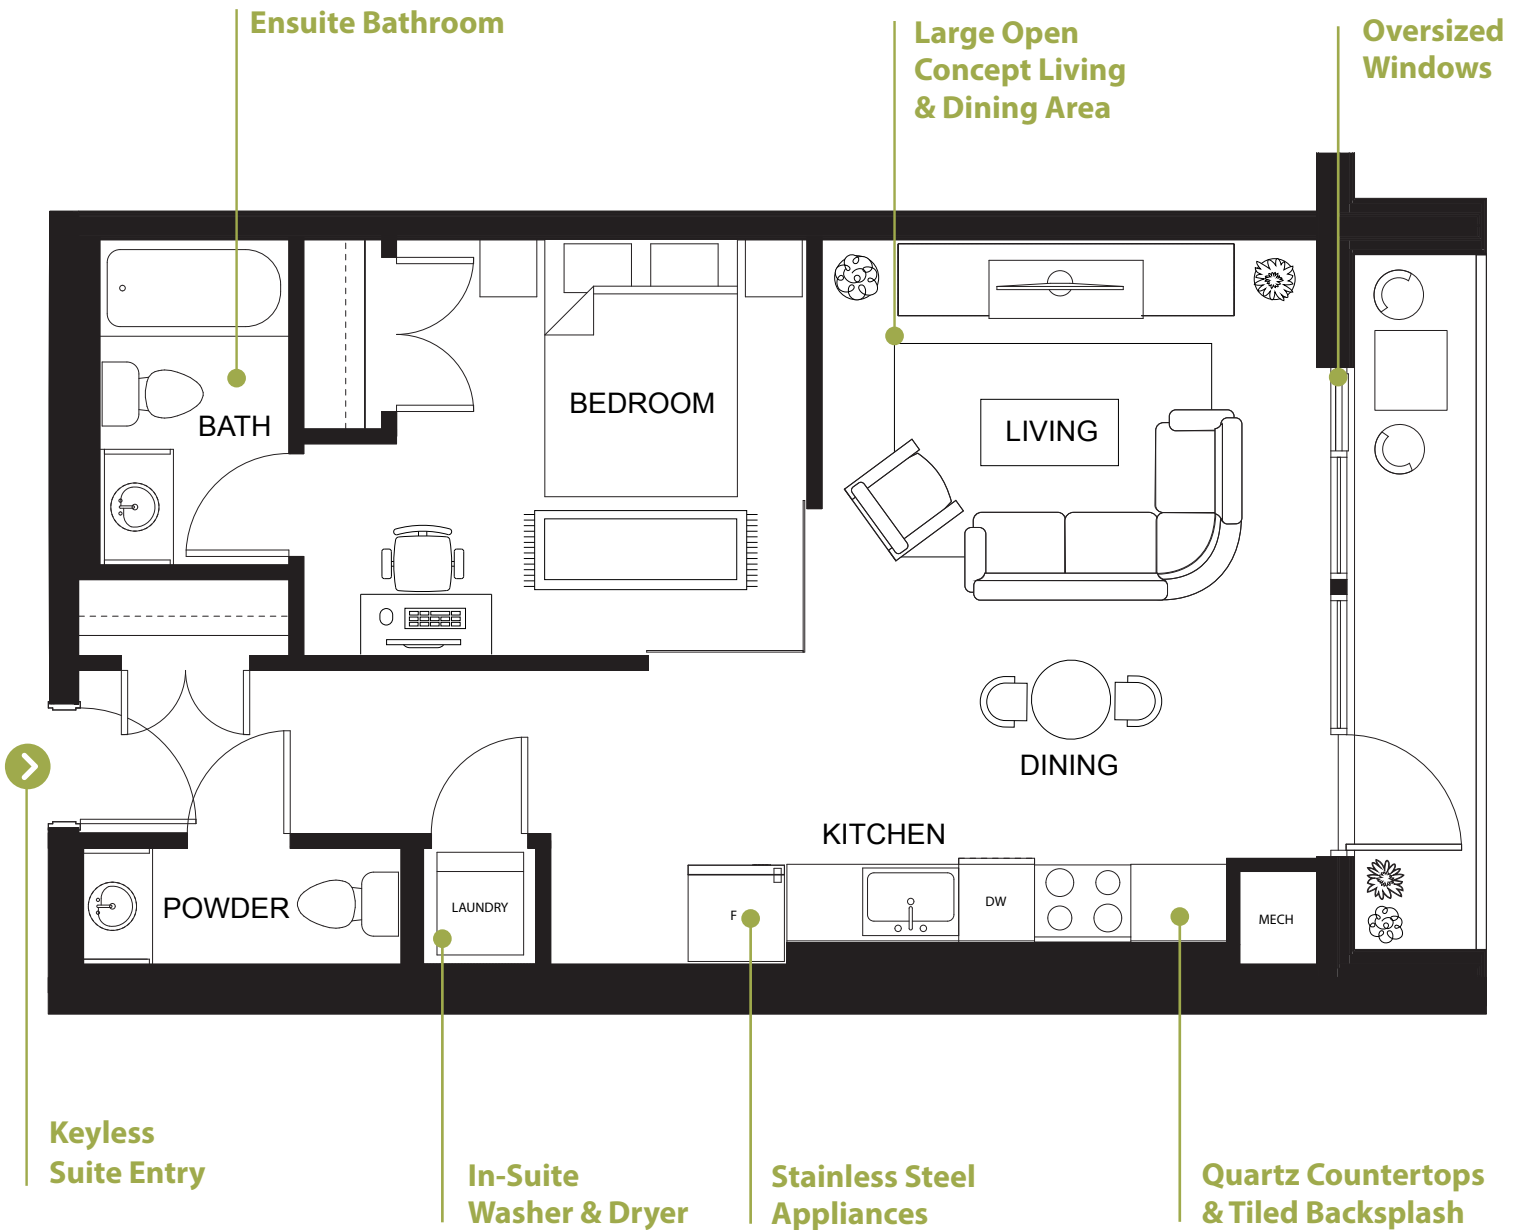 Ensuite Bathroom
Large Open
Concept Living
& Dining Area
Oversized
Windows
BATH
BEDROOM
LIVING
DINING
KITCHEN
POWDER
LAUNDRY
F
DW
MECH
Keyless
Suite Entry
In-Suite
Washer & Dryer
Stainless Steel
Appliances
Quartz Countertops
& Tiled Backsplash